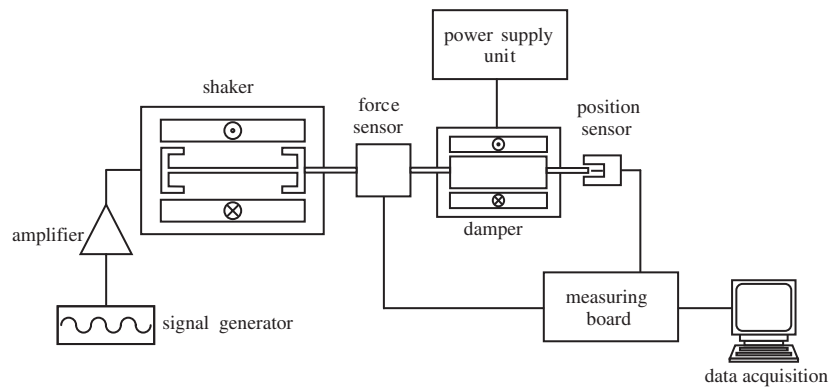 power supply
unit
shaker
force
sensor
position
sensor
amplifier
damper
signal generator
measuring
board
data acquisition